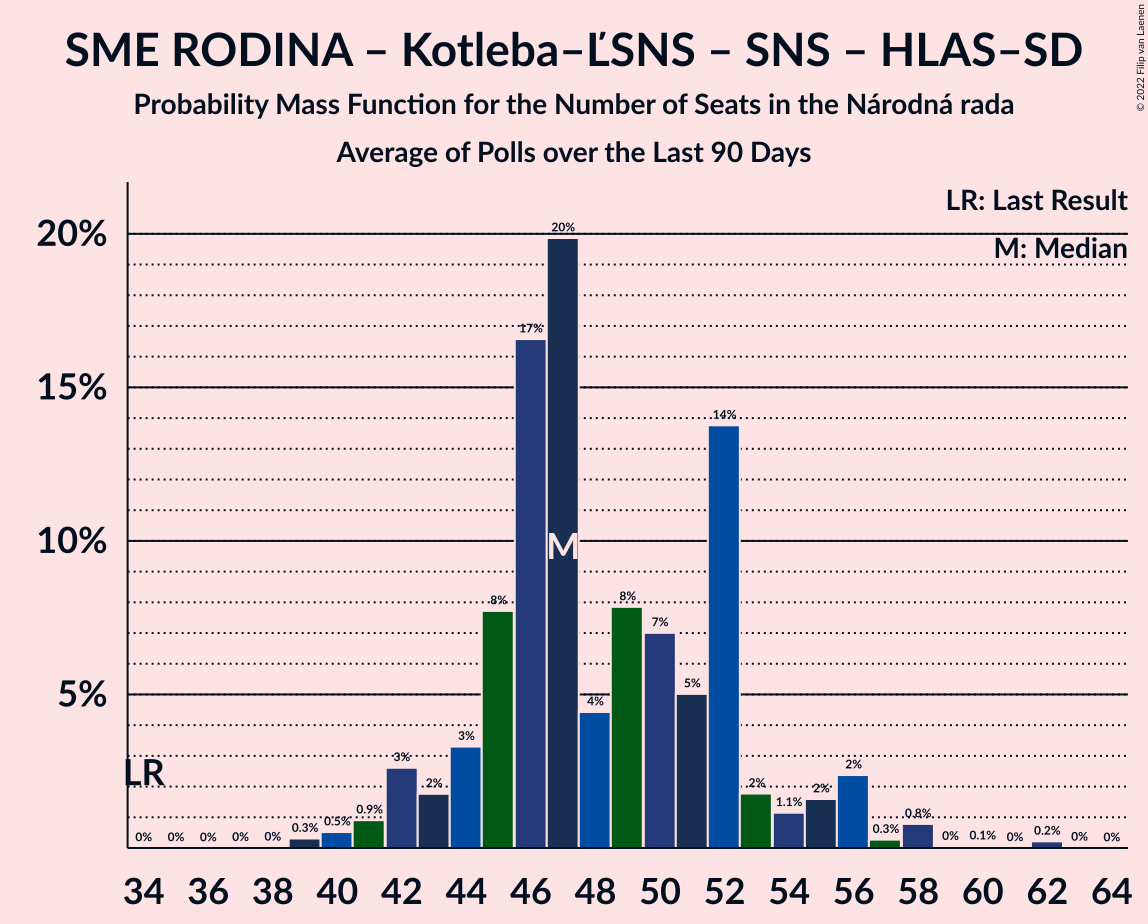 SME RODINA – Kotleba–ĽSNS – SNS – HLAS–SD
Probability Mass Function for the Number of Seats in the Národná rada
Average of Polls over the Last 90 Days
© 2022 Filip van Laenen
LR: Last Result
M: Median
20%
15%
10%
5%
LR
M
0% 0% 0% 0% 0% 0.3% 0.5% 0.9% 3% 2% 3% 8% 17% 20% 4% 8% 7% 5% 14% 2% 1.1% 2% 2% 0.3% 0.8% 0% 0.1% 0% 0.2% 0% 0%
34 36 38 40 42 44 46 48 50 52 54 56 58 60 62 64